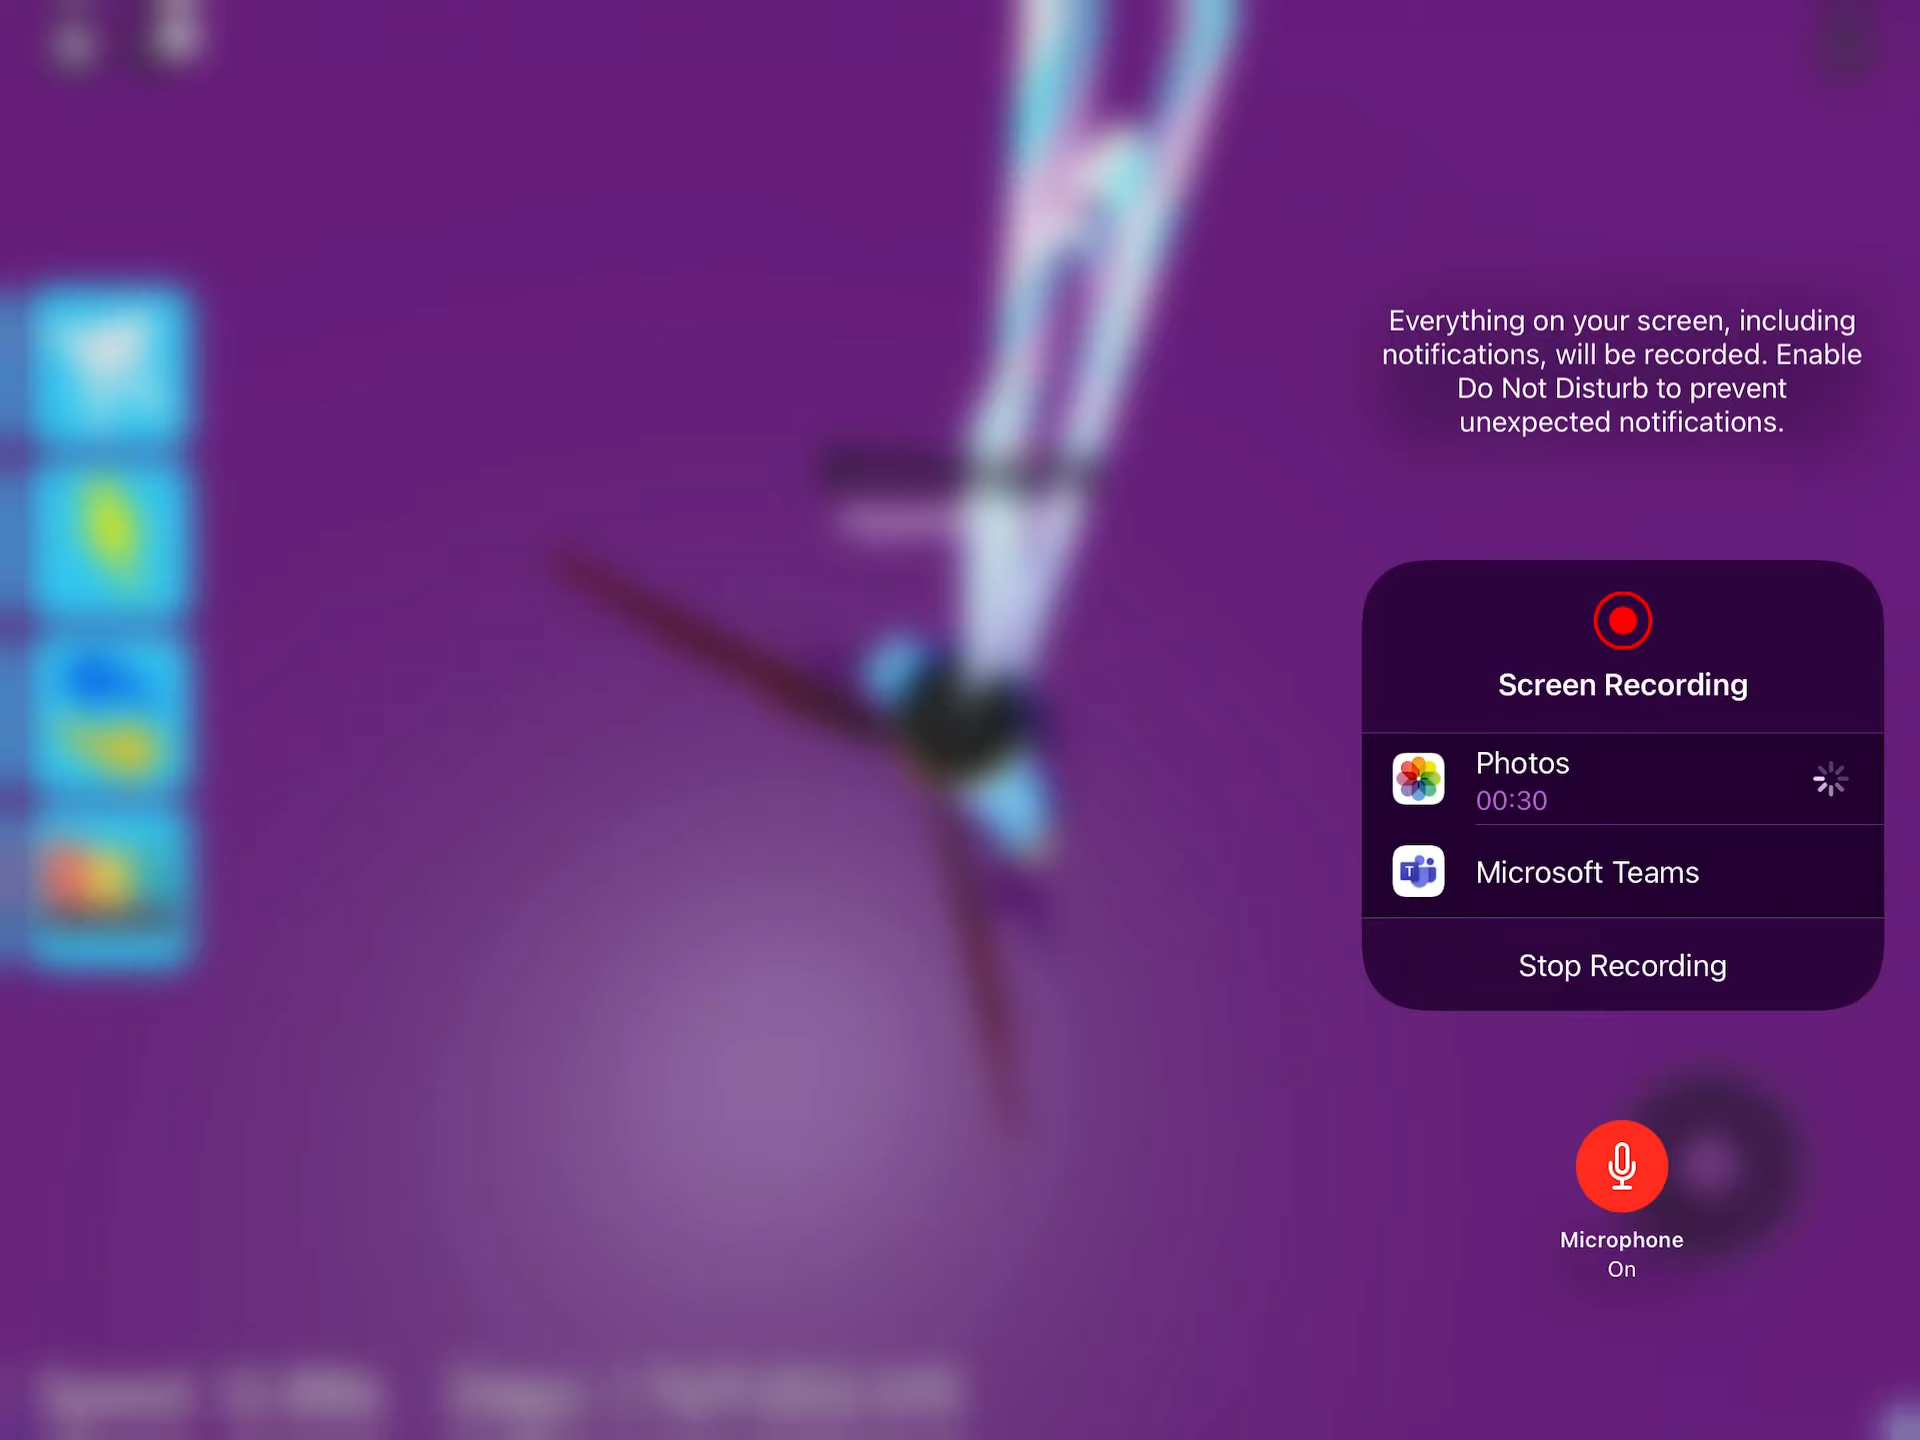 Everything on your screen, including
notifications, will be recorded. Enable
Do Not Disturb to prevent
unexpected notifications.
Screen Recording
Photos
00:30
Microsoft Teams
Stop Recording
Microphone
On